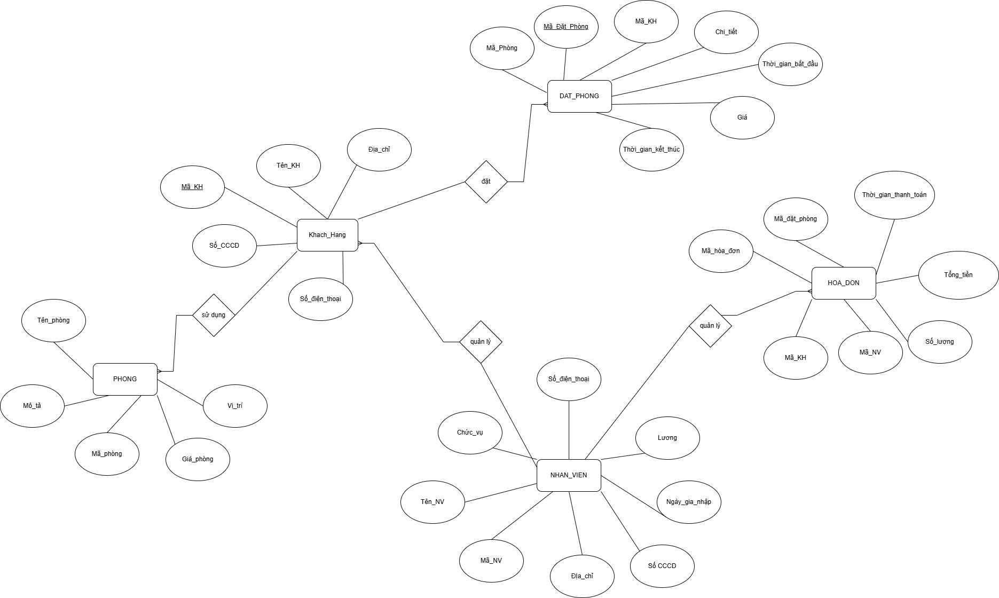 Mã_KH
Mã_Đặt_Phòng
Chi_tiết
Mã_Phòng
Thời_gian_bắt_đầu
DAT_PHONG
Giá
Thời_gian_kết_thúc
Địa_chỉ
Tên_KH
đặt
Mã_KH
Thời_gian_thanh_toán
Mã_đặt_phòng
Khach_Hang
Số_CCCD
Mã_hóa_đơn
Tổng_tiền
HOA_DON
Số_điện_thoại
sử dụng
Tên_phòng
quản lý
quản lý
Số_lượng
Mã_NV
Mã_KH
PHONG
Số_điện_thoại
Mô_tả
Vị_trí
Chức_vụ
Lương
Mã_phòng
Giá_phòng
NHAN_VIEN
Tên_NV
Ngày_gia_nhập
Mã_NV
Số CCCD
Địa_chỉ